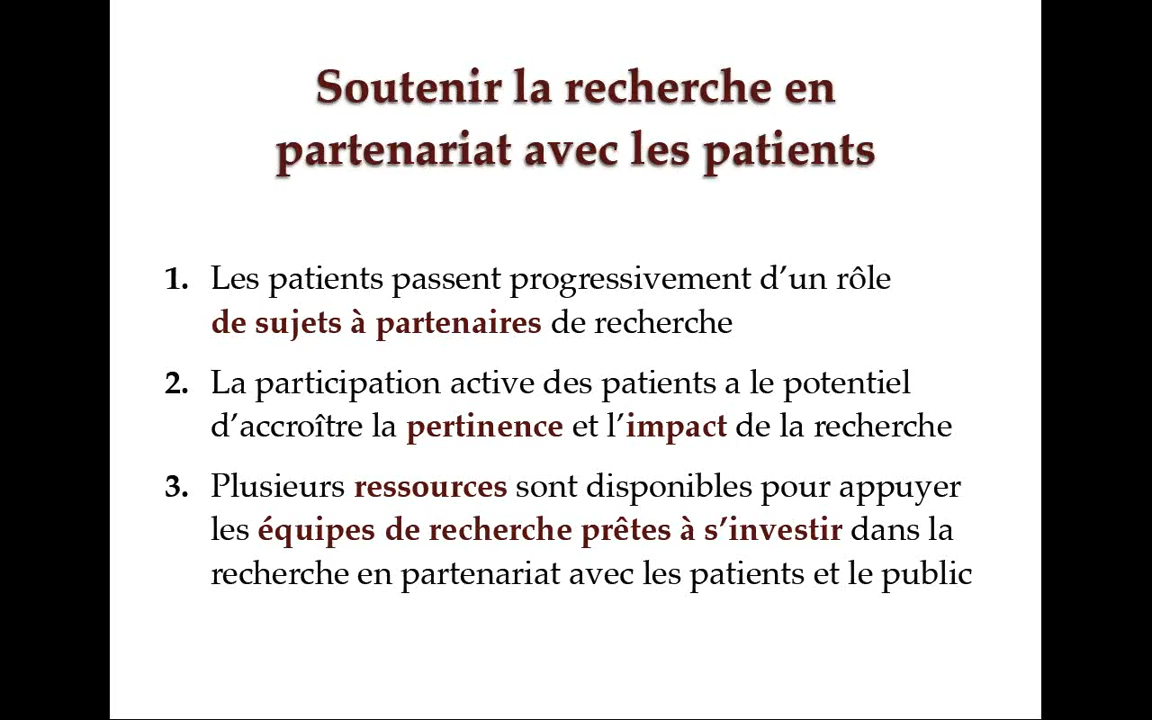 Soutenir la recherche en
partenariat avec les patients
1. Les patients passent progressivement d’un rôle
de sujets à partenaires de recherche
2. La participation active des patients a le potentiel
d’accroître la pertinence et l’impact de la recherche
3. Plusieurs ressources sont disponibles pour appuyer
les équipes de recherche prêtes à s’investir dans la
recherche en partenariat avec les patients et le public